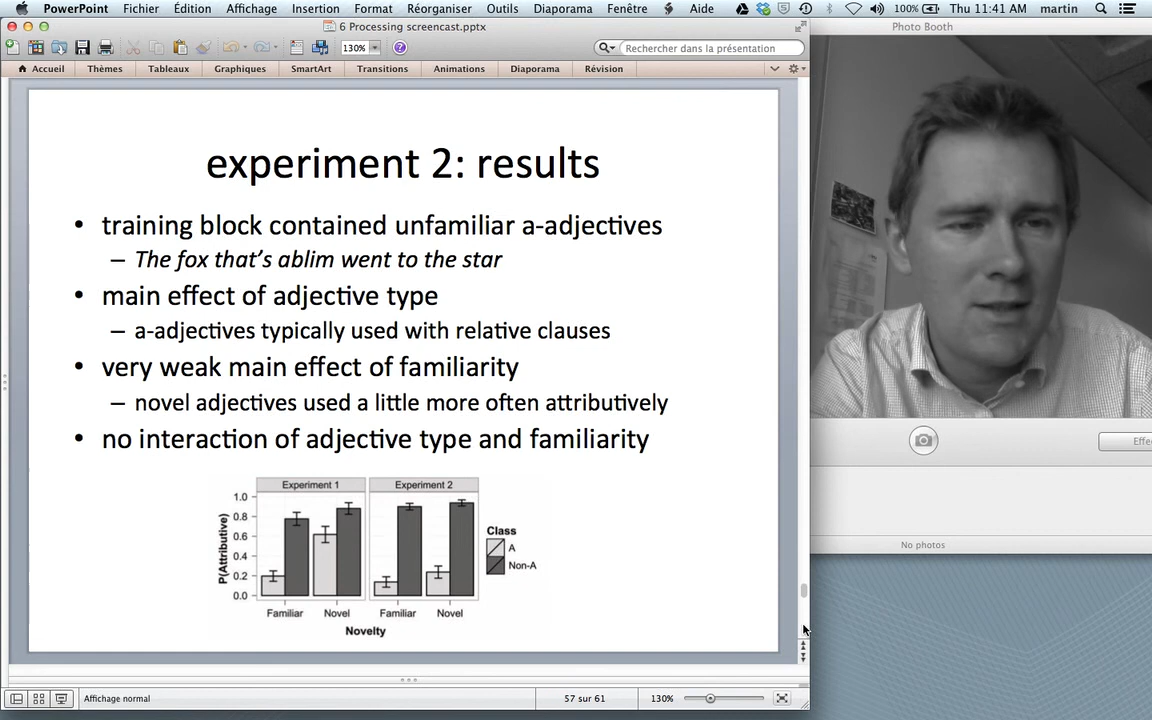 PowerPoint Fichier Édition Affichage Insertion Format Réorganiser Outils Diaporama Fenêtre Aide 100% Thu 11:41 AM martin
6 Processing screencast.pptx
Photo Booth
130% Rechercher dans la présentation
Accueil Thèmes Tableaux Graphiques SmartArt Transitions Animations Diaporama Révision
experiment 2: results
• training block contained unfamiliar a-adjectives
– The fox that's ablim went to the star
• main effect of adjective type
– a-adjectives typically used with relative clauses
• very weak main effect of familiarity
– novel adjectives used a little more often attributively
• no interaction of adjective type and familiarity
Experiment 1 Experiment 2
P(Attributive)
1.0
0.8
0.6
0.4
0.2
0.0
Class
A
Non-A
Familiar Novel Familiar Novel
Novelty
Effe
No photos
Affichage normal 57 sur 61 130%